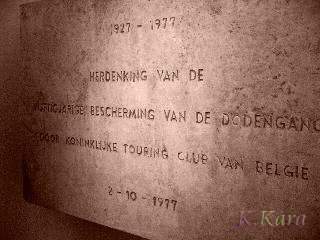 1927 - 1977
HERDENKING VAN DE
VIJFTIGJARIGE BESCHERMING VAN DE DODENGANG
DOOR KONINKLIJKE TOURING CLUB VAN BELGIE
2-10-1977
K.Kara